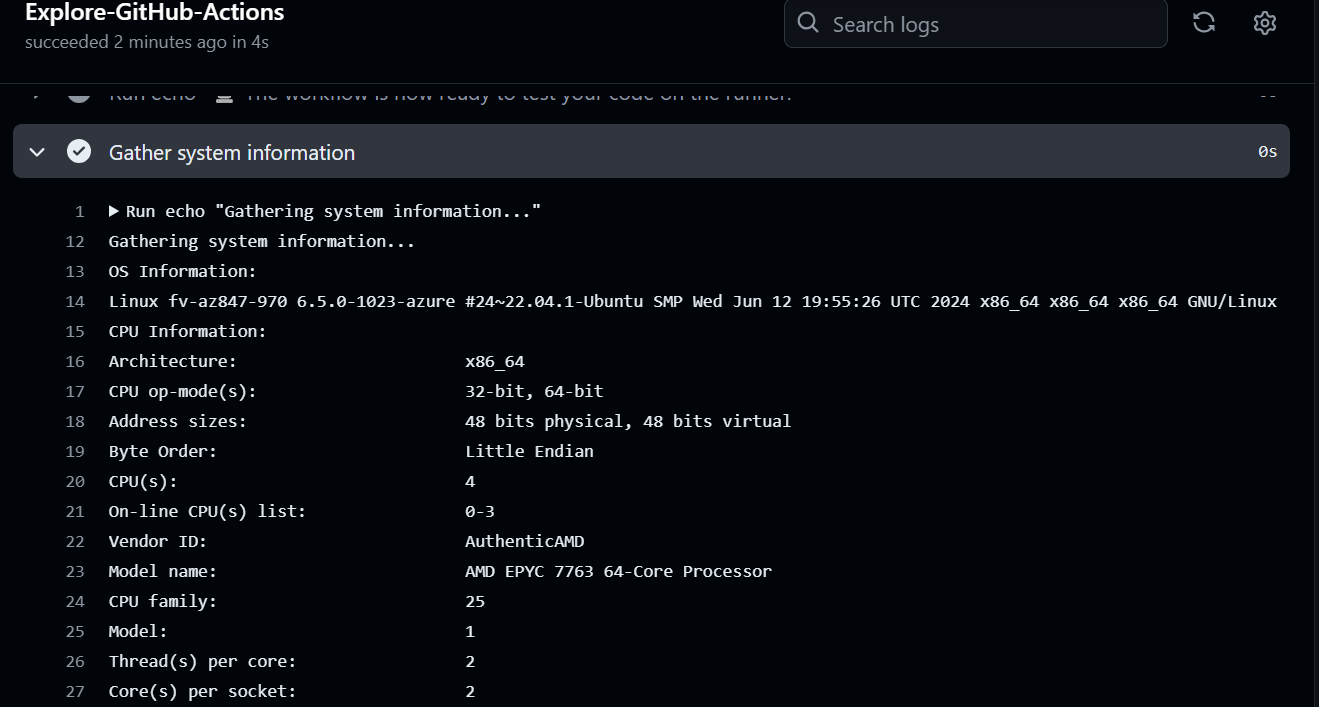 Explore-GitHub-Actions
succeeded 2 minutes ago in 4s
Search logs
Run echo The workflow is now ready to test your code on the runner.
Gather system information 0s
1 Run echo "Gathering system information..."
12 Gathering system information...
13 OS Information:
14 Linux fv-az847-970 6.5.0-1023-azure #24~22.04.1-Ubuntu SMP Wed Jun 12 19:55:26 UTC 2024 x86_64 x86_64 x86_64 GNU/Linux
15 CPU Information:
16 Architecture: x86_64
17 CPU op-mode(s): 32-bit, 64-bit
18 Address sizes: 48 bits physical, 48 bits virtual
19 Byte Order: Little Endian
20 CPU(s): 4
21 On-line CPU(s) list: 0-3
22 Vendor ID: AuthenticAMD
23 Model name: AMD EPYC 7763 64-Core Processor
24 CPU family: 25
25 Model: 1
26 Thread(s) per core: 2
27 Core(s) per socket: 2